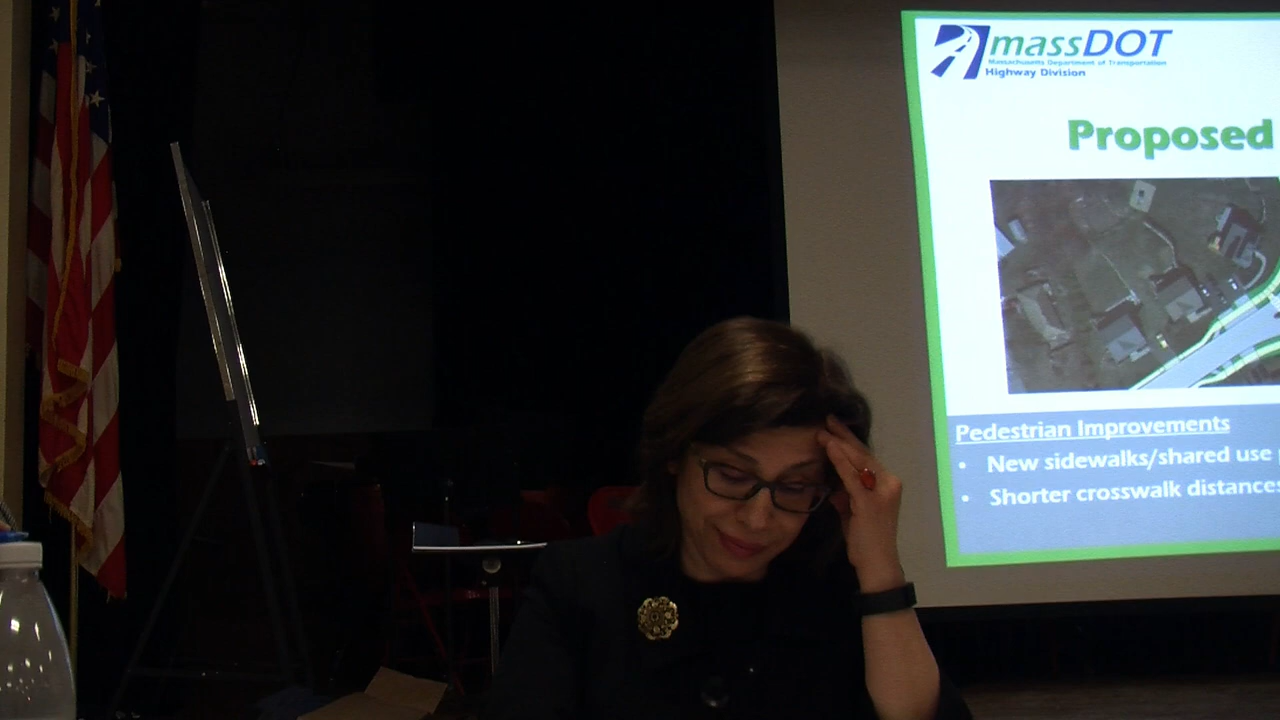 massDOT
Massachusetts Department of Transportation
Highway Division
Proposed
Pedestrian Improvements
• New sidewalks/shared use
• Shorter crosswalk distances